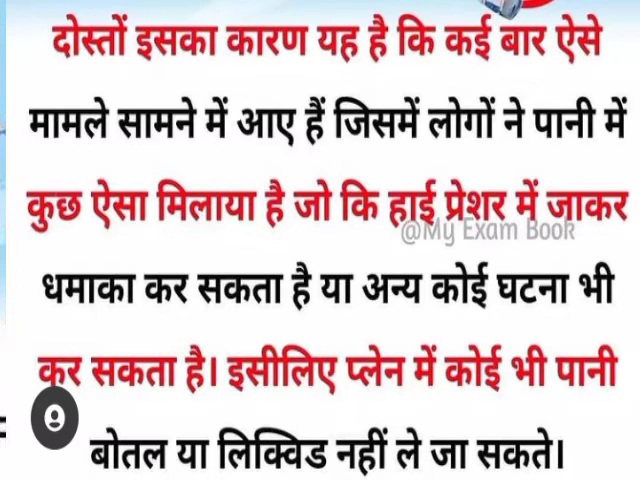 दोस्तों इसका कारण यह है कि कई बार ऐसे
मामले सामने में आए हैं जिसमें लोगों ने पानी में
कुछ ऐसा मिलाया है जो कि हाई प्रेशर में जाकर
@My Exam Book
धमाका कर सकता है या अन्य कोई घटना भी
कर सकता है। इसीलिए प्लेन में कोई भी पानी
बोतल या लिक्विड नहीं ले जा सकते।